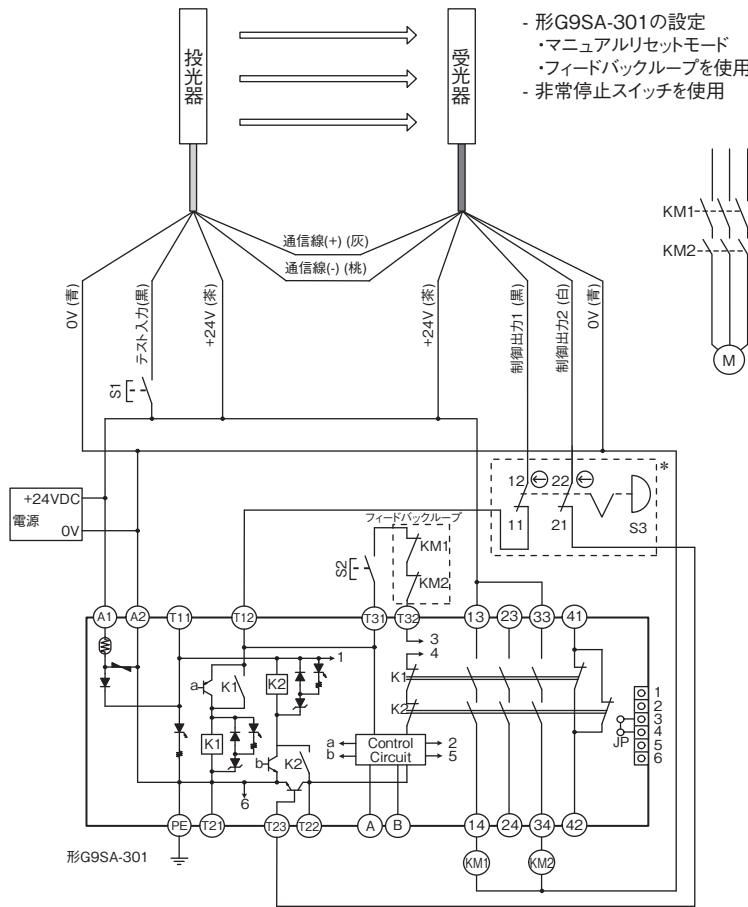 投光器
受光器
- 形G9SA-301の設定
・マニュアルリセットモード
・フィードバックループを使用
- 非常停止スイッチを使用
通信線(+) (灰)
通信線(-) (桃)
0V (青)
テスト入力(黒)
+24V (茶)
+24V (茶)
制御出力1 (黒)
制御出力2 (白)
0V (青)
KM1
KM2
M
S1
+24VDC
電源
0V
12
22
*
11
21
S3
フィードバックループ
S2
KM1
KM2
A1
A2
T11
T12
T31
T32
13
23
33
41
3
4
1
a
K1
K2
K1
K2
K1
b
K2
a
b
Control
Circuit
2
5
6
JP
1
2
3
4
5
6
PE
T21
T23
T22
A
B
14
24
34
42
形G9SA-301
KM1
KM2